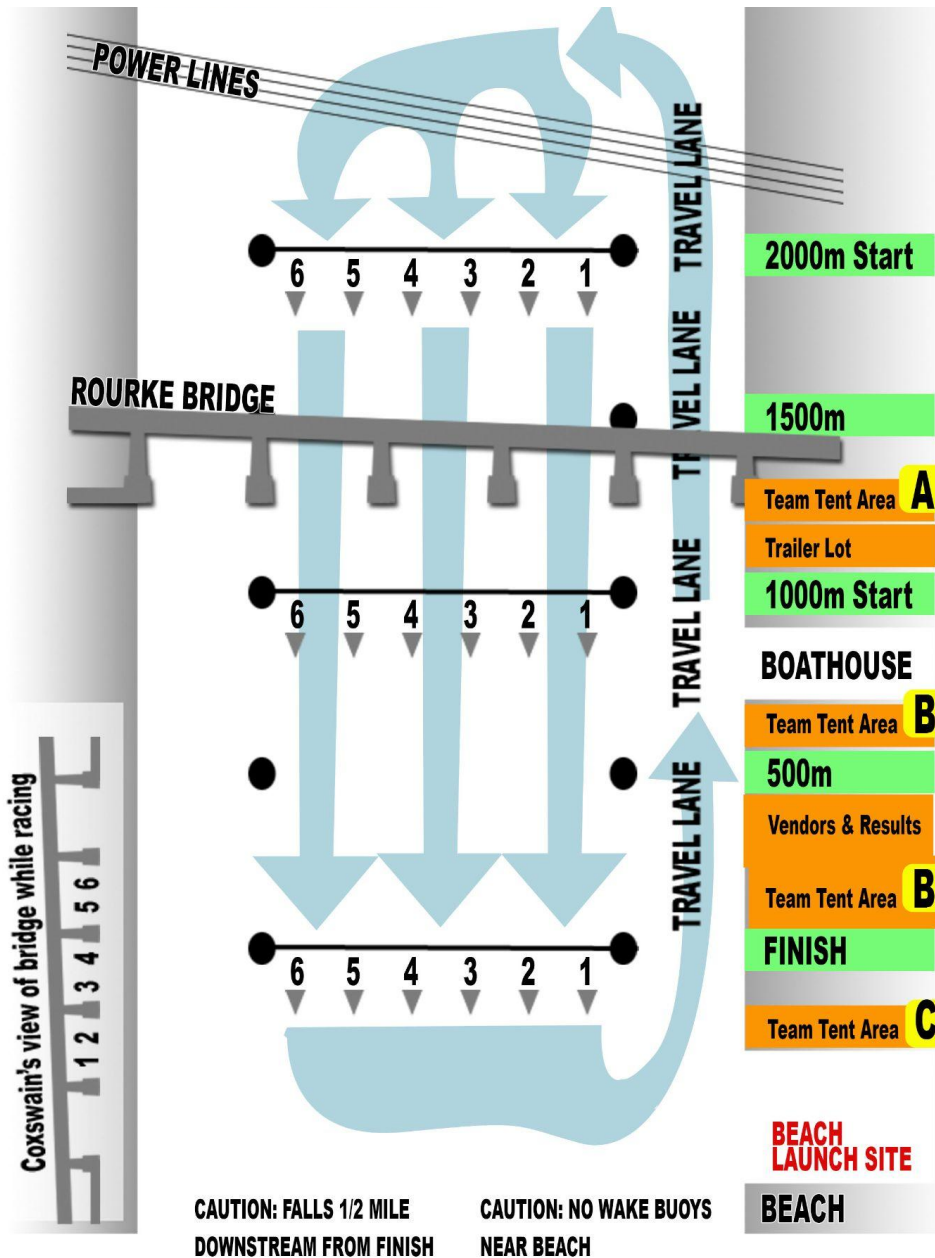 POWER LINES
TRAVEL LANE
2000m Start
6 5 4 3 2 1
TRAVEL LANE
ROURKE BRIDGE
1500m
TRAVEL LANE
Team Tent Area A
Trailer Lot
1000m Start
6 5 4 3 2 1
TRAVEL LANE
BOATHOUSE
Team Tent Area B
500m
TRAVEL LANE
Vendors & Results
Team Tent Area B
FINISH
6 5 4 3 2 1
Team Tent Area C
Coxswain's view of bridge while racing
1 2 3 4 5 6
BEACH
LAUNCH SITE
BEACH
CAUTION: FALLS 1/2 MILE
DOWNSTREAM FROM FINISH
CAUTION: NO WAKE BUOYS
NEAR BEACH